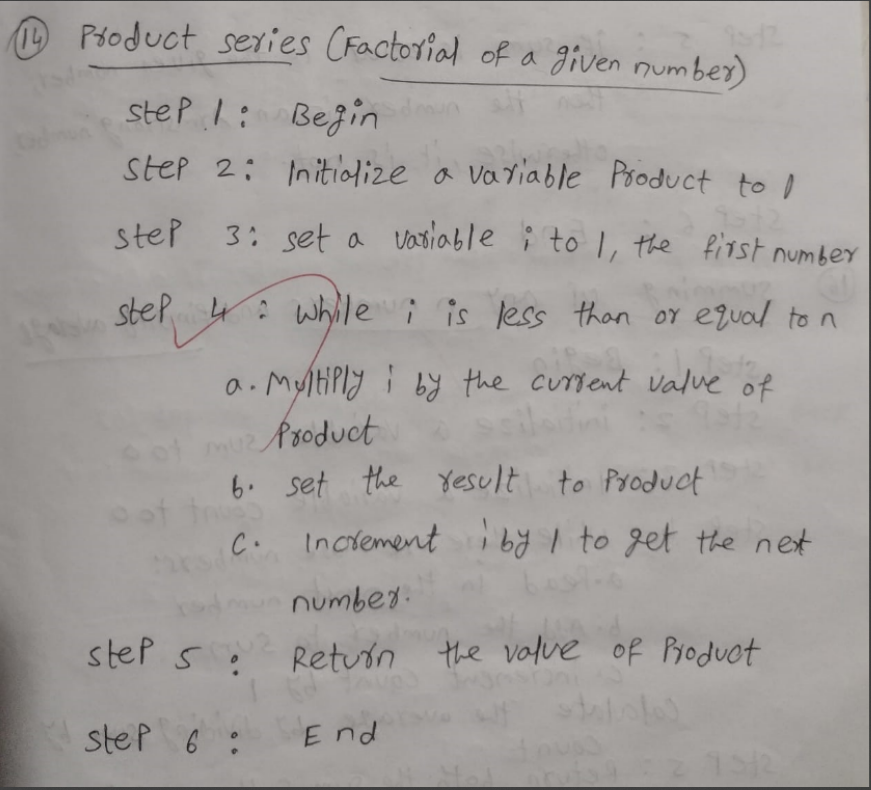 14 Product series (Factorial of a given number)
Step 1: Begin
Step 2: Initialize a variable Product to 1
Step 3: set a variable i to 1, the first number
Step 4: While i is less than or equal to n
a. Multiply i by the current value of
Product
b. set the result to Product
c. Increment i by 1 to get the next
number.
Step 5: Return the value of Product
Step 6: End